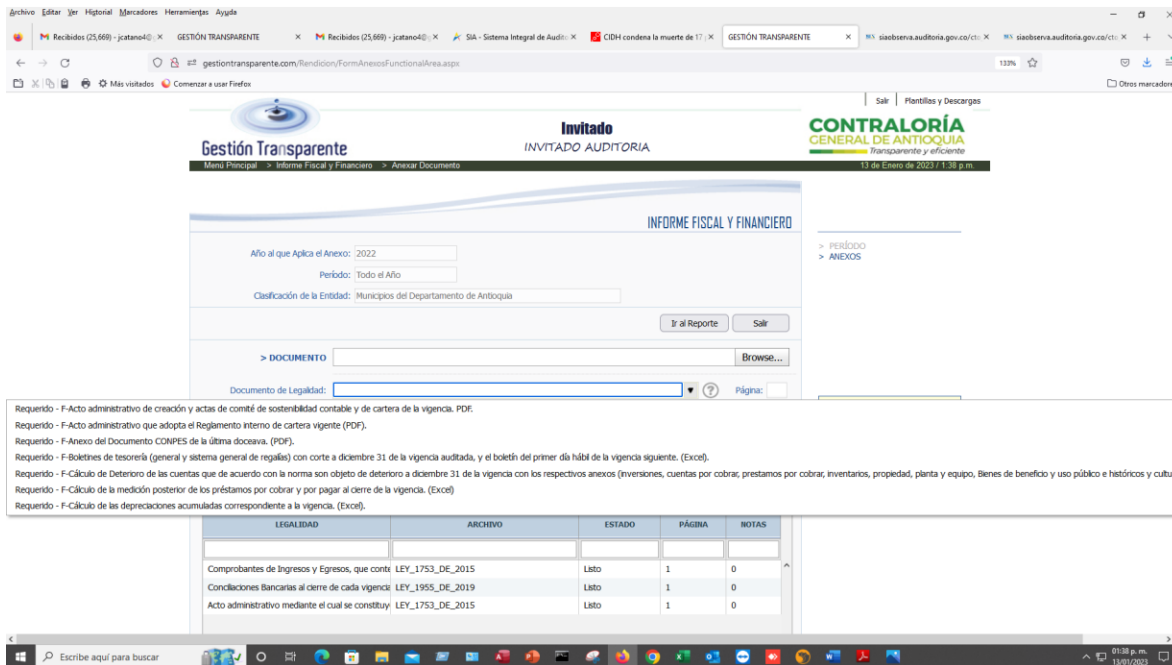 Archivo Editar Ver Historial Marcadores Herramientas Ayuda
Recibidos (25,669) - jcatano4@
GESTIÓN TRANSPARENTE
Recibidos (25,669) - jcatano4@
SIA - Sistema Integral de Audito
CIDH condena la muerte de 17
GESTIÓN TRANSPARENTE
siaobserva.auditoria.gov.co/cto
siaobserva.auditoria.gov.co/cto
gestiontransparente.com/Rendicion/FormAnexosFunctionalArea.aspx
133%
Más visitados Comenzar a usar Firefox
Otros marcadores
Salir | Plantillas y Descargas
Gestión Transparente
Invitado
INVITADO AUDITORIA
CONTRALORÍA
GENERAL DE ANTIOQUIA
Transparente y eficiente
Menú Principal > Informe Fiscal y Financiero > Anexar Documento
13 de Enero de 2023 / 1:38 p.m.
INFORME FISCAL Y FINANCIERO
> PERÍODO
> ANEXOS
Año al que Aplica el Anexo: 2022
Período: Todo el Año
Clasificación de la Entidad: Municipios del Departamento de Antioquia
Ir al Reporte Salir
> DOCUMENTO Browse...
Documento de Legalidad: ? Página:
Requerido - F-Acto administrativo de creación y actas de comité de sostenibilidad contable y de cartera de la vigencia. PDF.
Requerido - F-Acto administrativo que adopta el Reglamento interno de cartera vigente (PDF).
Requerido - F-Anexo del Documento CONPES de la última doceava. (PDF).
Requerido - F-Boletines de tesorería (general y sistema general de regalías) con corte a diciembre 31 de la vigencia auditada, y el boletín del primer día hábil de la vigencia siguiente. (Excel).
Requerido - F-Cálculo de Deterioro de las cuentas que de acuerdo con la norma son objeto de deterioro a diciembre 31 de la vigencia con los respectivos anexos (inversiones, cuentas por cobrar, prestamos por cobrar, inventarios, propiedad, planta y equipo, Bienes de beneficio y uso público e históricos y cultu
Requerido - F-Cálculo de la medición posterior de los préstamos por cobrar y por pagar al cierre de la vigencia. (Excel)
Requerido - F-Cálculo de las depreciaciones acumuladas correspondiente a la vigencia. (Excel).
LEGALIDAD ARCHIVO ESTADO PÁGINA NOTAS
Comprobantes de Ingresos y Egresos, que conte LEY_1753_DE_2015 Listo 1 0
Conciliaciones Bancarias al cierre de cada vigencia LEY_1955_DE_2019 Listo 1 0
Acto administrativo mediante el cual se constituy LEY_1753_DE_2015 Listo 1 0
Escribe aquí para buscar
01:38 p. m.
13/01/2023